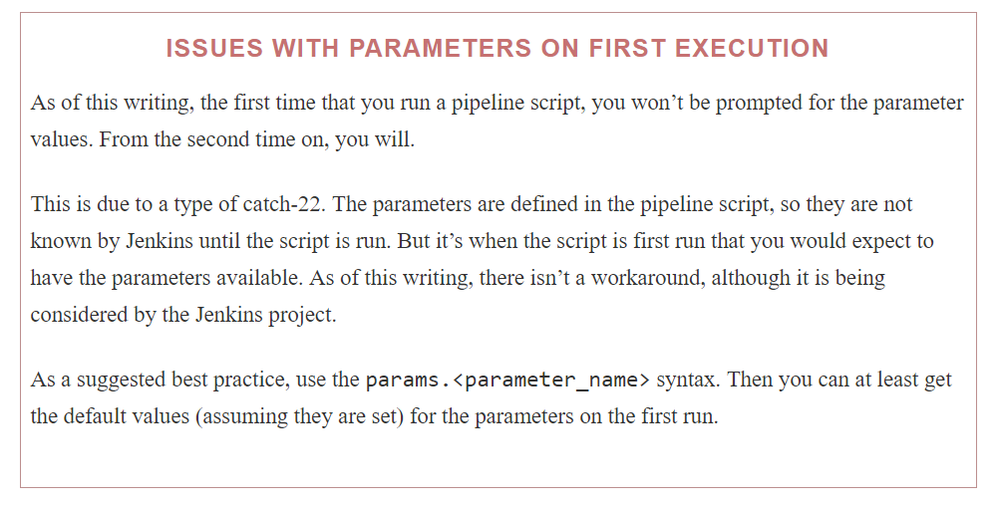 ISSUES WITH PARAMETERS ON FIRST EXECUTION
As of this writing, the first time that you run a pipeline script, you won’t be prompted for the parameter
values. From the second time on, you will.
This is due to a type of catch-22. The parameters are defined in the pipeline script, so they are not
known by Jenkins until the script is run. But it’s when the script is first run that you would expect to
have the parameters available. As of this writing, there isn’t a workaround, although it is being
considered by the Jenkins project.
As a suggested best practice, use the params.<parameter_name> syntax. Then you can at least get
the default values (assuming they are set) for the parameters on the first run.